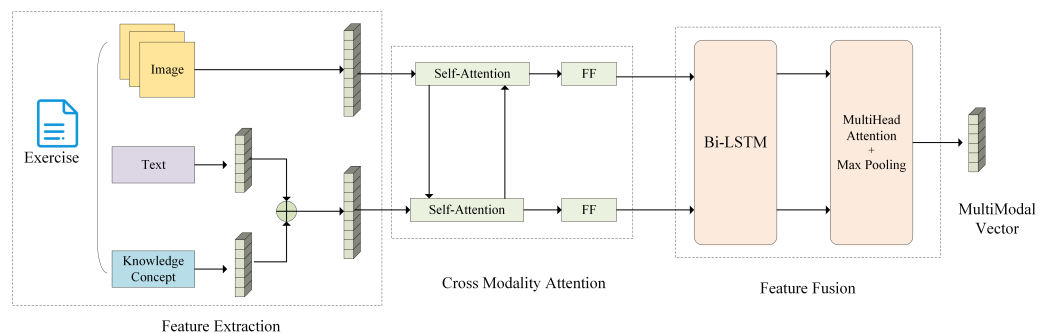 Image
Exercise
Text
Knowledge
Concept
Feature Extraction
Self-Attention
FF
Self-Attention
FF
Cross Modality Attention
Bi-LSTM
MultiHead
Attention
+
Max Pooling
Feature Fusion
MultiModal
Vector